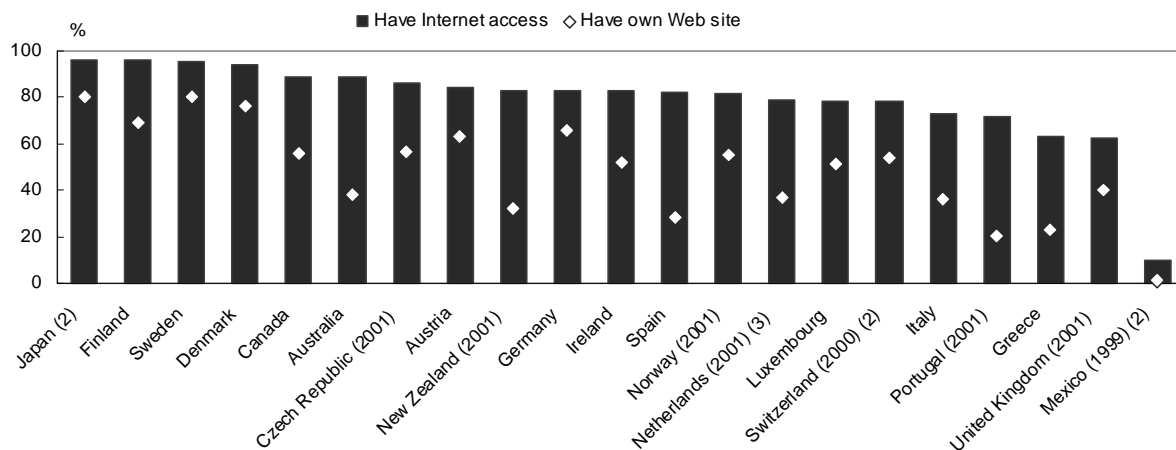 Have Internet access Have own Web site
%
100
80
60
40
20
0
Japan (2)
Finland
Sweden
Denmark
Canada
Australia
Czech Republic (2001)
Austria
New Zealand (2001)
Germany
Ireland
Spain
Norway (2001)
Netherlands (2001) (3)
Luxembourg
Switzerland (2000) (2)
Italy
Portugal (2001)
Greece
United Kingdom (2001)
Mexico (1999) (2)